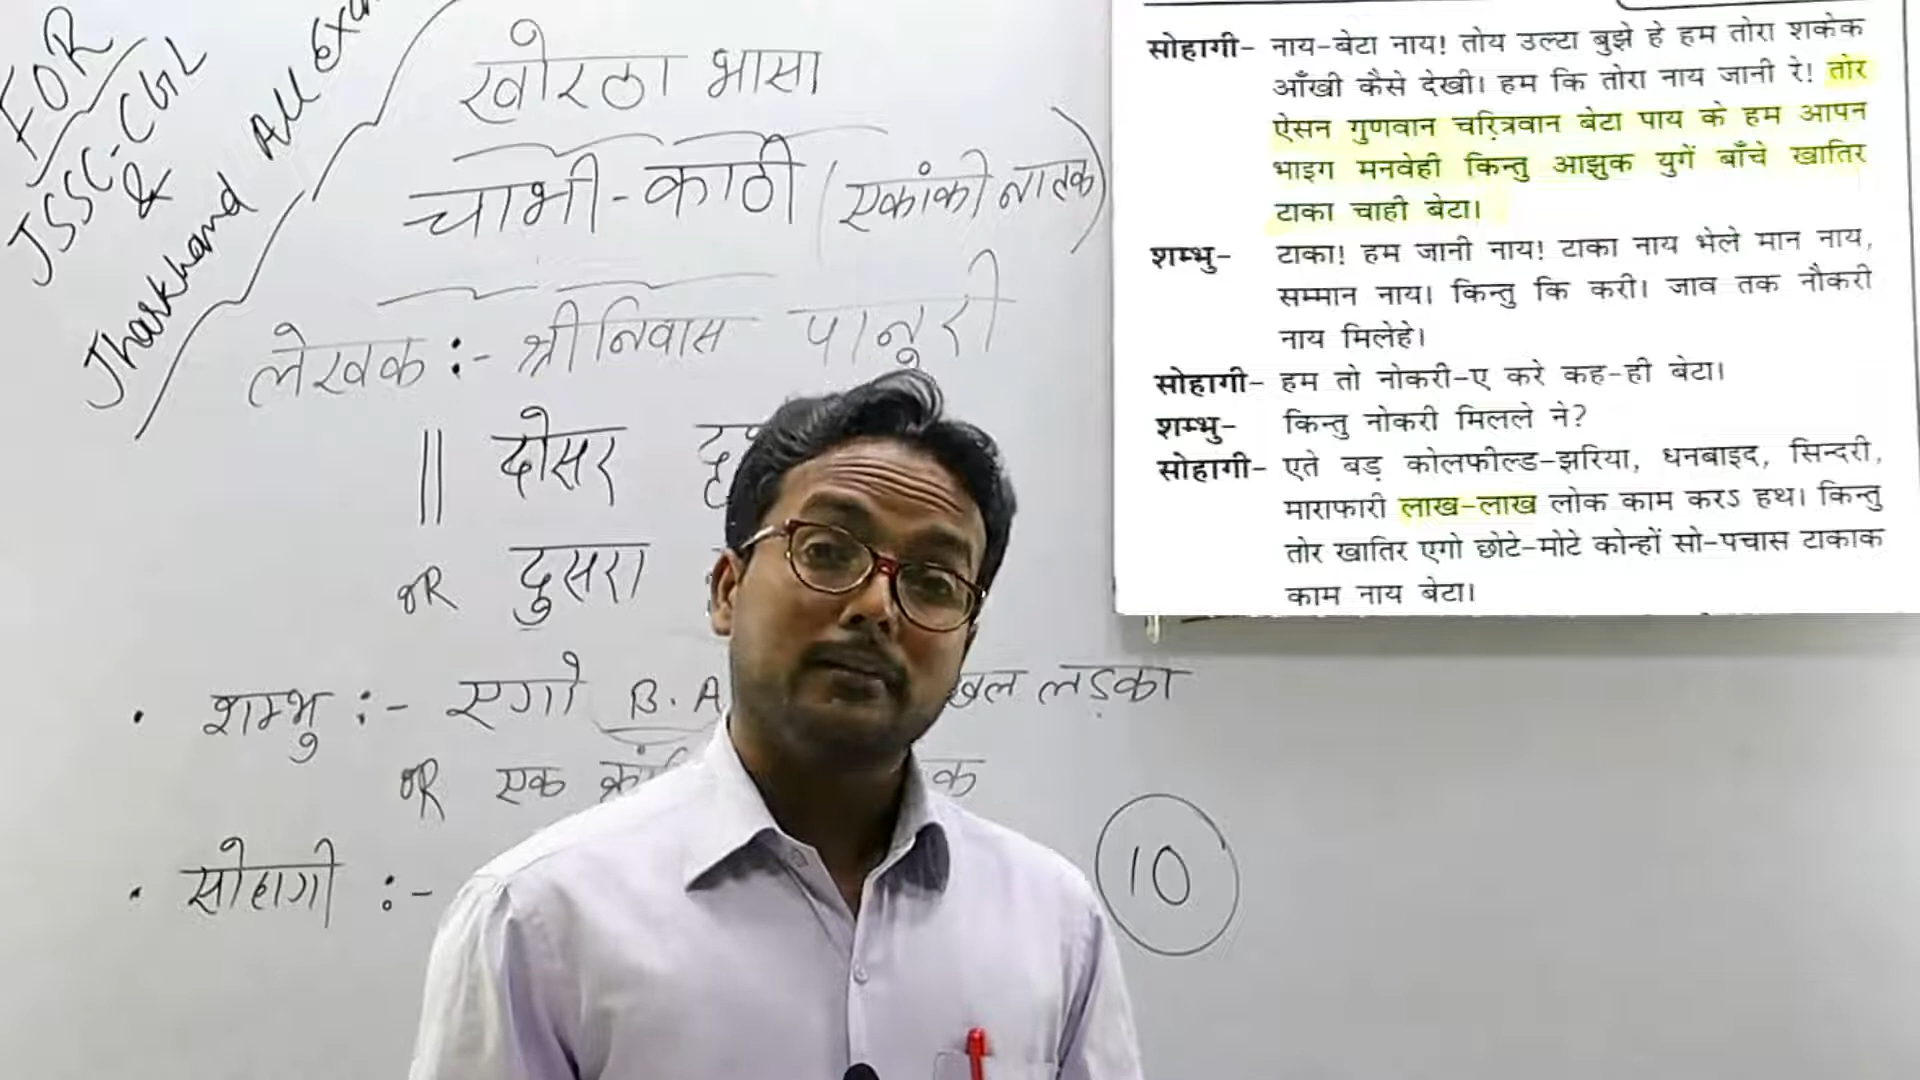 FOR
JSSC-CGL
&
Jharkhand All
खोरठा भासा
चाभी-काठी (एकांकी नाटक)
लेखक :- श्रीनिवास पानुरी
|| दोसर
OR दुसरा
• शम्भु :- एगो B.A लड़का
OR एक
• सोहागी :-
10
सोहागी- नाय-बेटा नाय! तोय उल्टा बुझे हे हम तोरा शकेक
आँखी कैसे देखी। हम कि तोरा नाय जानी रे! तोर
ऐसन गुणवान चरित्रवान बेटा पाय के हम आपन
भाइग मनवेही किन्तु आझुक युगें बाँचे खातिर
टाका चाही बेटा।
शम्भु- टाका! हम जानी नाय! टाका नाय भेले मान नाय,
सम्मान नाय। किन्तु कि करी। जाव तक नौकरी
नाय मिलेहे।
सोहागी- हम तो नोकरी-ए करे कह-ही बेटा।
शम्भु- किन्तु नोकरी मिलले ने?
सोहागी- एते बड़ कोलफील्ड-झरिया, धनबाइद, सिन्दरी,
माराफारी लाख-लाख लोक काम करऽ हथ। किन्तु
तोर खातिर एगो छोटे-मोटे कोन्हों सो-पचास टाकाक
काम नाय बेटा।